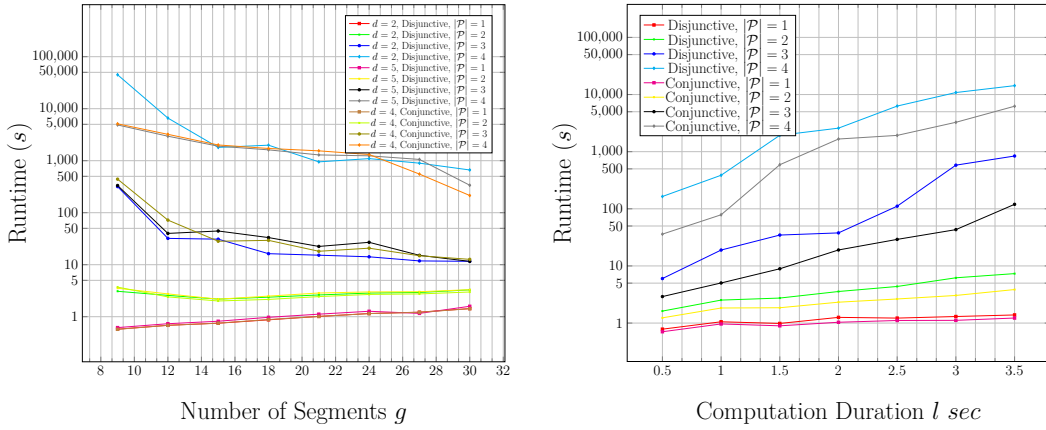 d = 2, Disjunctive, |𝒫| = 1
d = 2, Disjunctive, |𝒫| = 2
d = 2, Disjunctive, |𝒫| = 3
d = 2, Disjunctive, |𝒫| = 4
d = 5, Disjunctive, |𝒫| = 1
d = 5, Disjunctive, |𝒫| = 2
d = 5, Disjunctive, |𝒫| = 3
d = 5, Disjunctive, |𝒫| = 4
d = 4, Conjunctive, |𝒫| = 1
d = 4, Conjunctive, |𝒫| = 2
d = 4, Conjunctive, |𝒫| = 3
d = 4, Conjunctive, |𝒫| = 4
100,000
50,000
10,000
5,000
1,000
500
100
50
10
5
1
Runtime (s)
8 10 12 14 16 18 20 22 24 26 28 30 32
Number of Segments g
Disjunctive, |𝒫| = 1
Disjunctive, |𝒫| = 2
Disjunctive, |𝒫| = 3
Disjunctive, |𝒫| = 4
Conjunctive, |𝒫| = 1
Conjunctive, |𝒫| = 2
Conjunctive, |𝒫| = 3
Conjunctive, |𝒫| = 4
100,000
50,000
10,000
5,000
1,000
500
100
50
10
5
1
Runtime (s)
0.5 1 1.5 2 2.5 3 3.5
Computation Duration l sec